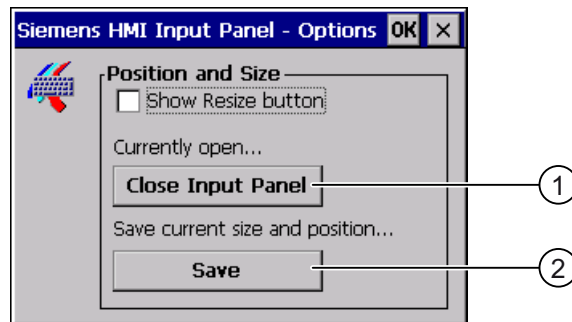 Siemens HMI Input Panel - Options OK ×
Position and Size
Show Resize button
Currently open...
Close Input Panel
1
Save current size and position...
Save
2